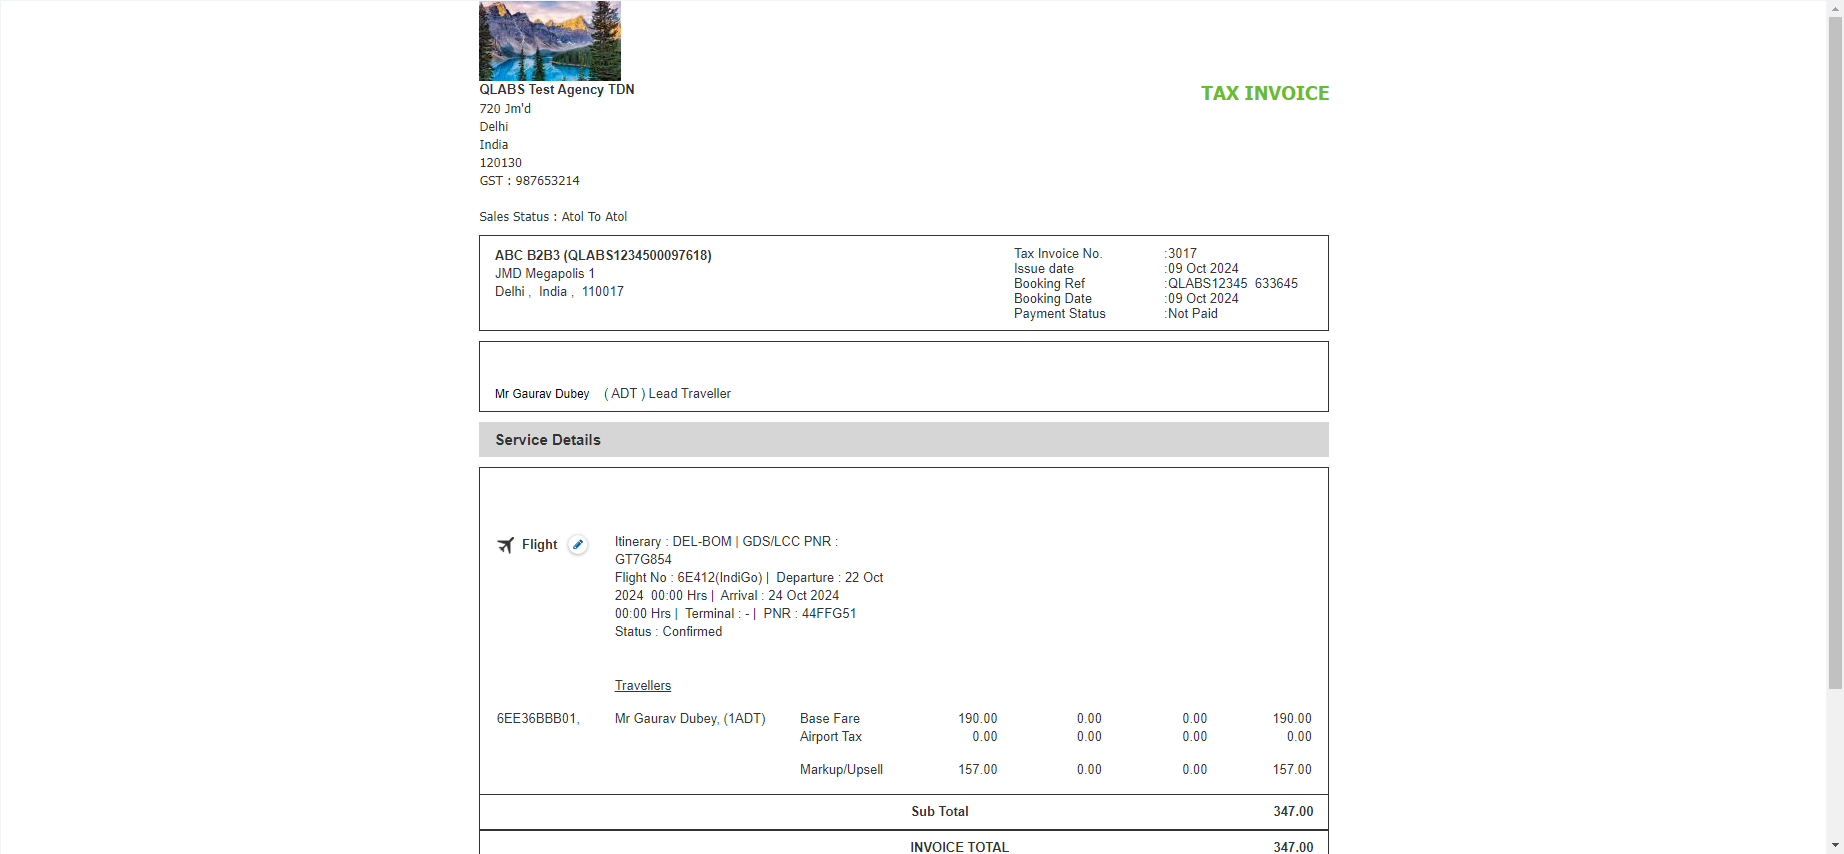 QLABS Test Agency TDN
TAX INVOICE
720 Jm'd
Delhi
India
120130
GST : 987653214
Sales Status : Atol To Atol
ABC B2B3 (QLABS1234500097618)
JMD Megapolis 1
Delhi , India , 110017
Tax Invoice No. :3017
Issue date :09 Oct 2024
Booking Ref :QLABS12345 633645
Booking Date :09 Oct 2024
Payment Status :Not Paid
Mr Gaurav Dubey ( ADT ) Lead Traveller
Service Details
Flight
Itinerary : DEL-BOM | GDS/LCC PNR :
GT7G854
Flight No : 6E412(IndiGo) | Departure : 22 Oct
2024 00:00 Hrs | Arrival : 24 Oct 2024
00:00 Hrs | Terminal : - | PNR : 44FFG51
Status : Confirmed
Travellers
6EE36BBB01, Mr Gaurav Dubey, (1ADT) Base Fare 190.00 0.00 0.00 190.00
Airport Tax 0.00 0.00 0.00 0.00
Markup/Upsell 157.00 0.00 0.00 157.00
Sub Total 347.00
INVOICE TOTAL 347.00